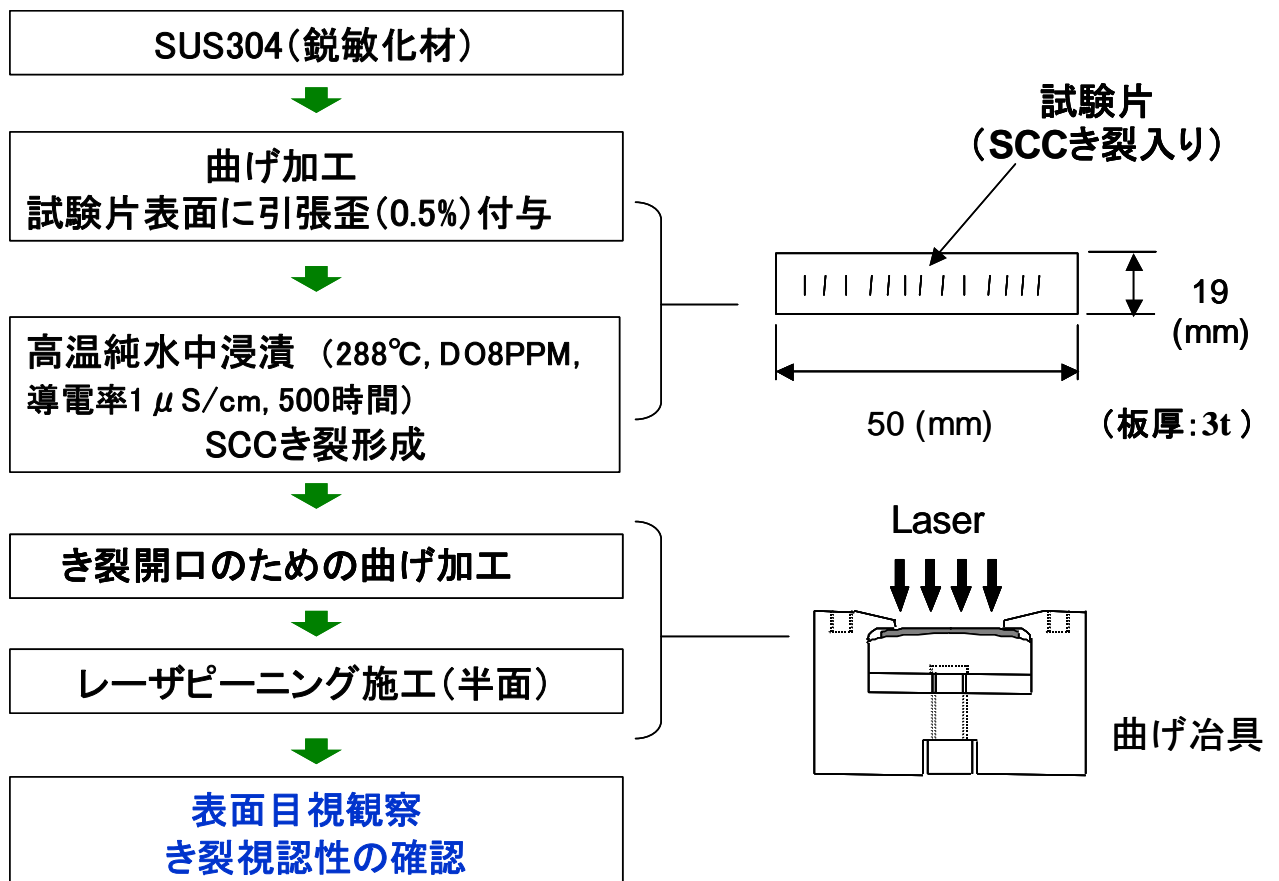 SUS304（鋭敏化材）
曲げ加工
試験片表面に引張歪（0.5%）付与
高温純水中浸漬 （288℃, DO8PPM,
導電率1μS/cm, 500時間）
SCCき裂形成
き裂開口のための曲げ加工
レーザピーニング施工（半面）
表面目視観察
き裂視認性の確認
試験片
（SCCき裂入り）
19
(mm)
50 (mm)
（板厚：3t ）
Laser
曲げ冶具